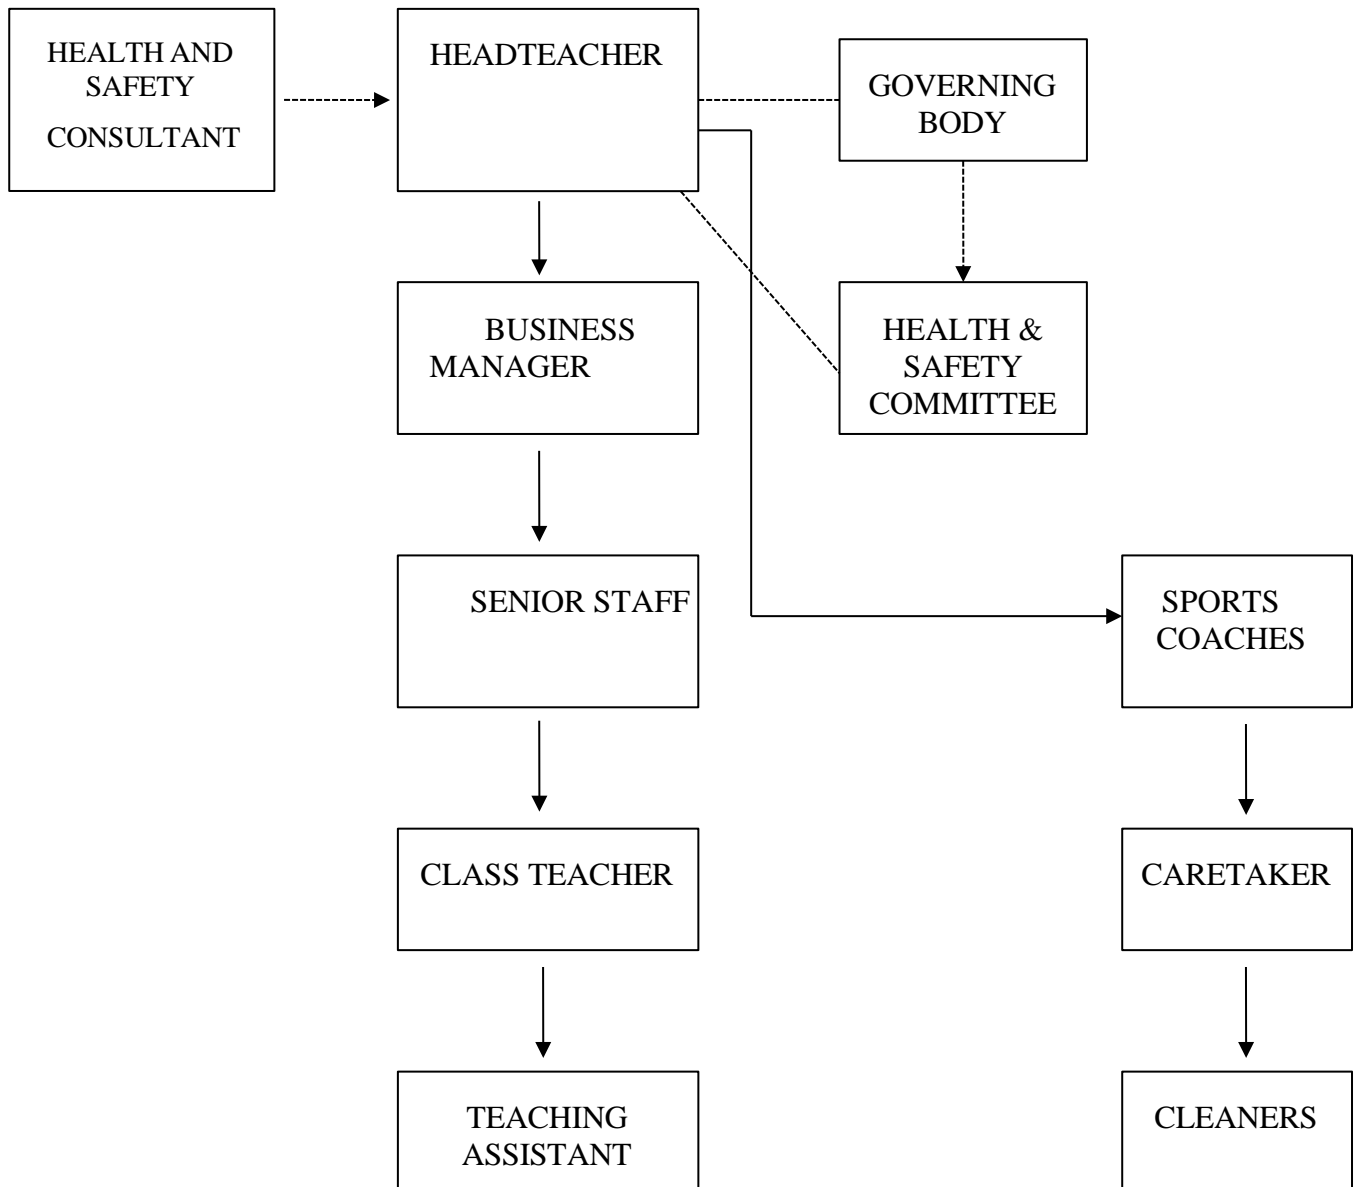 HEALTH AND
SAFETY
CONSULTANT
HEADTEACHER
GOVERNING
BODY
BUSINESS
MANAGER
HEALTH &
SAFETY
COMMITTEE
SENIOR STAFF
SPORTS
COACHES
CLASS TEACHER
CARETAKER
TEACHING
ASSISTANT
CLEANERS